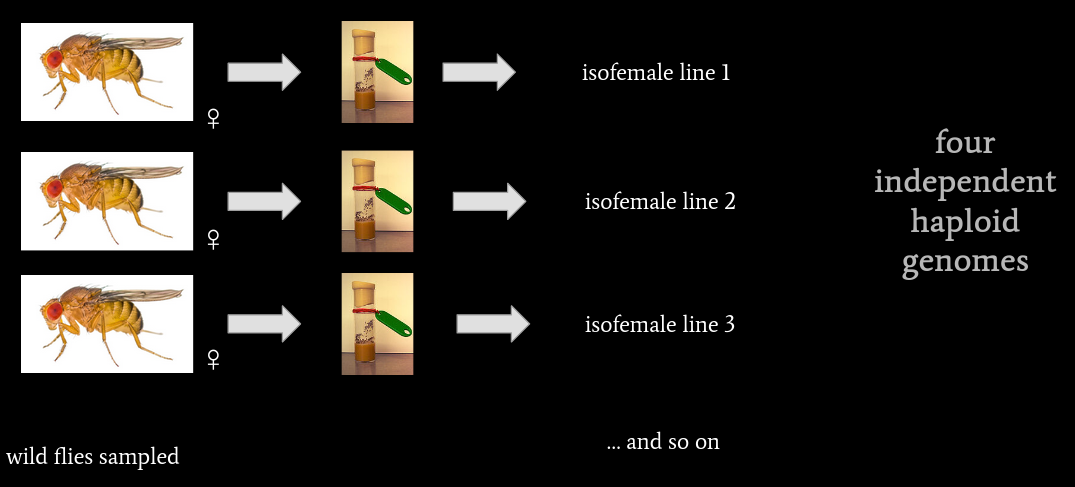 ♀
isofemale line 1
♀
isofemale line 2
♀
isofemale line 3
four
independent
haploid
genomes
wild flies sampled
... and so on